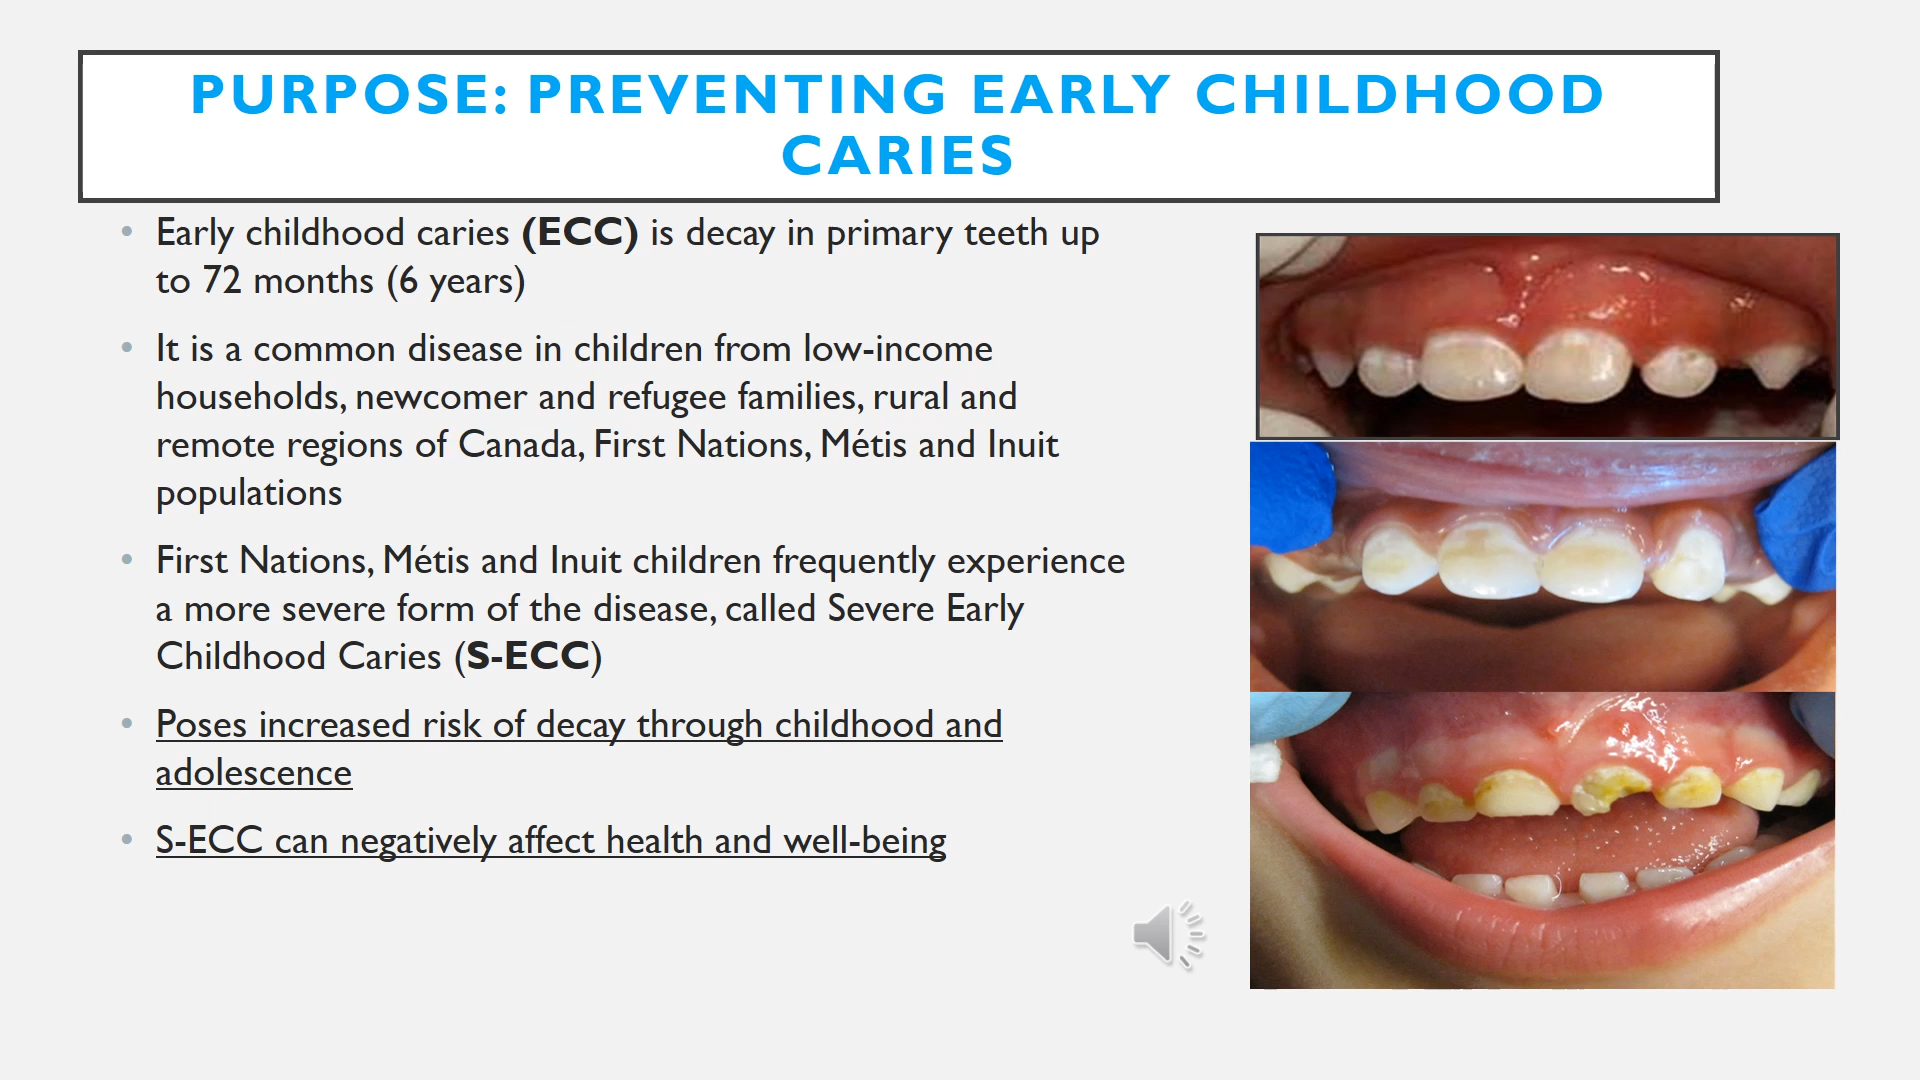 PURPOSE: PREVENTING EARLY CHILDHOOD
CARIES
• Early childhood caries (ECC) is decay in primary teeth up
to 72 months (6 years)
• It is a common disease in children from low-income
households, newcomer and refugee families, rural and
remote regions of Canada, First Nations, Métis and Inuit
populations
• First Nations, Métis and Inuit children frequently experience
a more severe form of the disease, called Severe Early
Childhood Caries (S-ECC)
• Poses increased risk of decay through childhood and
adolescence
• S-ECC can negatively affect health and well-being